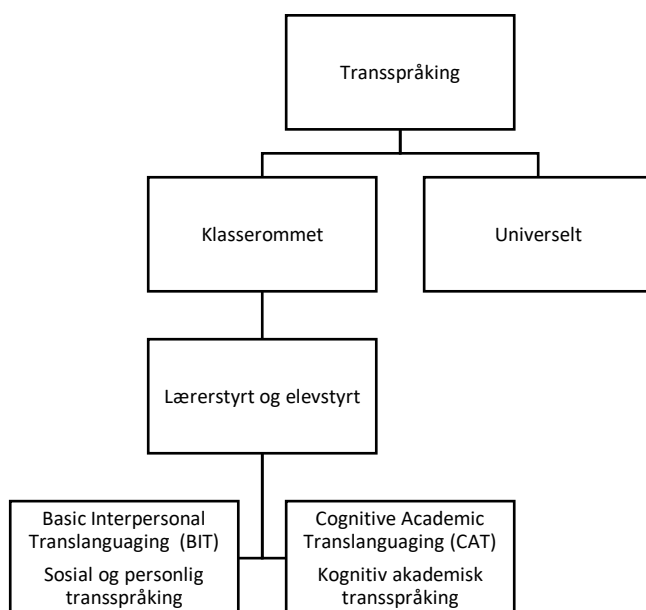 Transspråking
Klasserommet
Universelt
Lærerstyrt og elevstyrt
Basic Interpersonal
Translanguaging (BIT)
Sosial og personlig
transspråking
Cognitive Academic
Translanguaging (CAT)
Kognitiv akademisk
transspråking